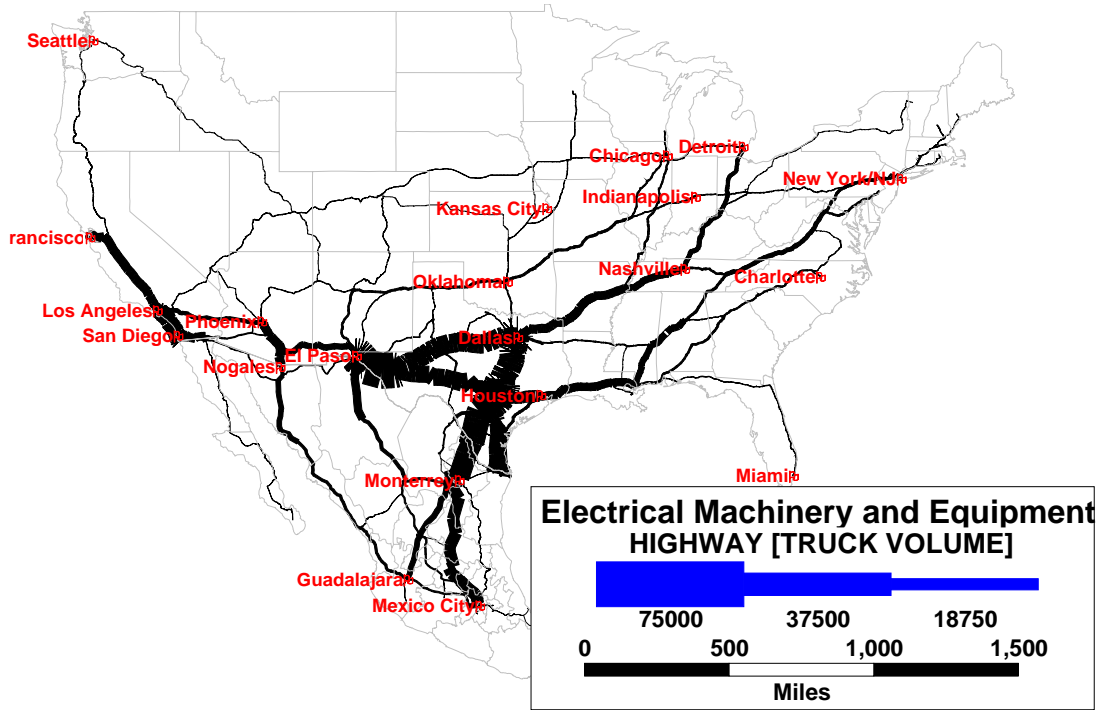 Seattle
Chicago
Detroit
New York/NJ
Indianapolis
Kansas City
rancisco
Nashville
Charlotte
Oklahoma
Los Angeles
Phoenix
San Diego
Dallas
El Paso
Nogales
Houston
Miami
Monterrey
Guadalajara
Mexico City
Electrical Machinery and Equipment
HIGHWAY [TRUCK VOLUME]
75000 37500 18750
0 500 1,000 1,500
Miles